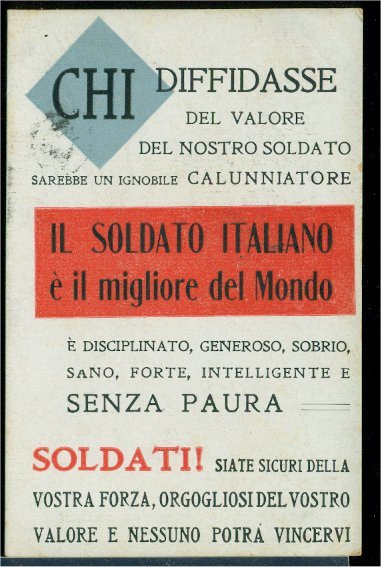 CHI DIFFIDASSE
DEL VALORE
DEL NOSTRO SOLDATO
SAREBBE UN IGNOBILE CALUNNIATORE
IL SOLDATO ITALIANO
è il migliore del Mondo
È DISCIPLINATO, GENEROSO, SOBRIO,
SANO, FORTE, INTELLIGENTE E
SENZA PAURA
SOLDATI! SIATE SICURI DELLA
VOSTRA FORZA, ORGOGLIOSI DEL VOSTRO
VALORE E NESSUNO POTRÀ VINCERVI